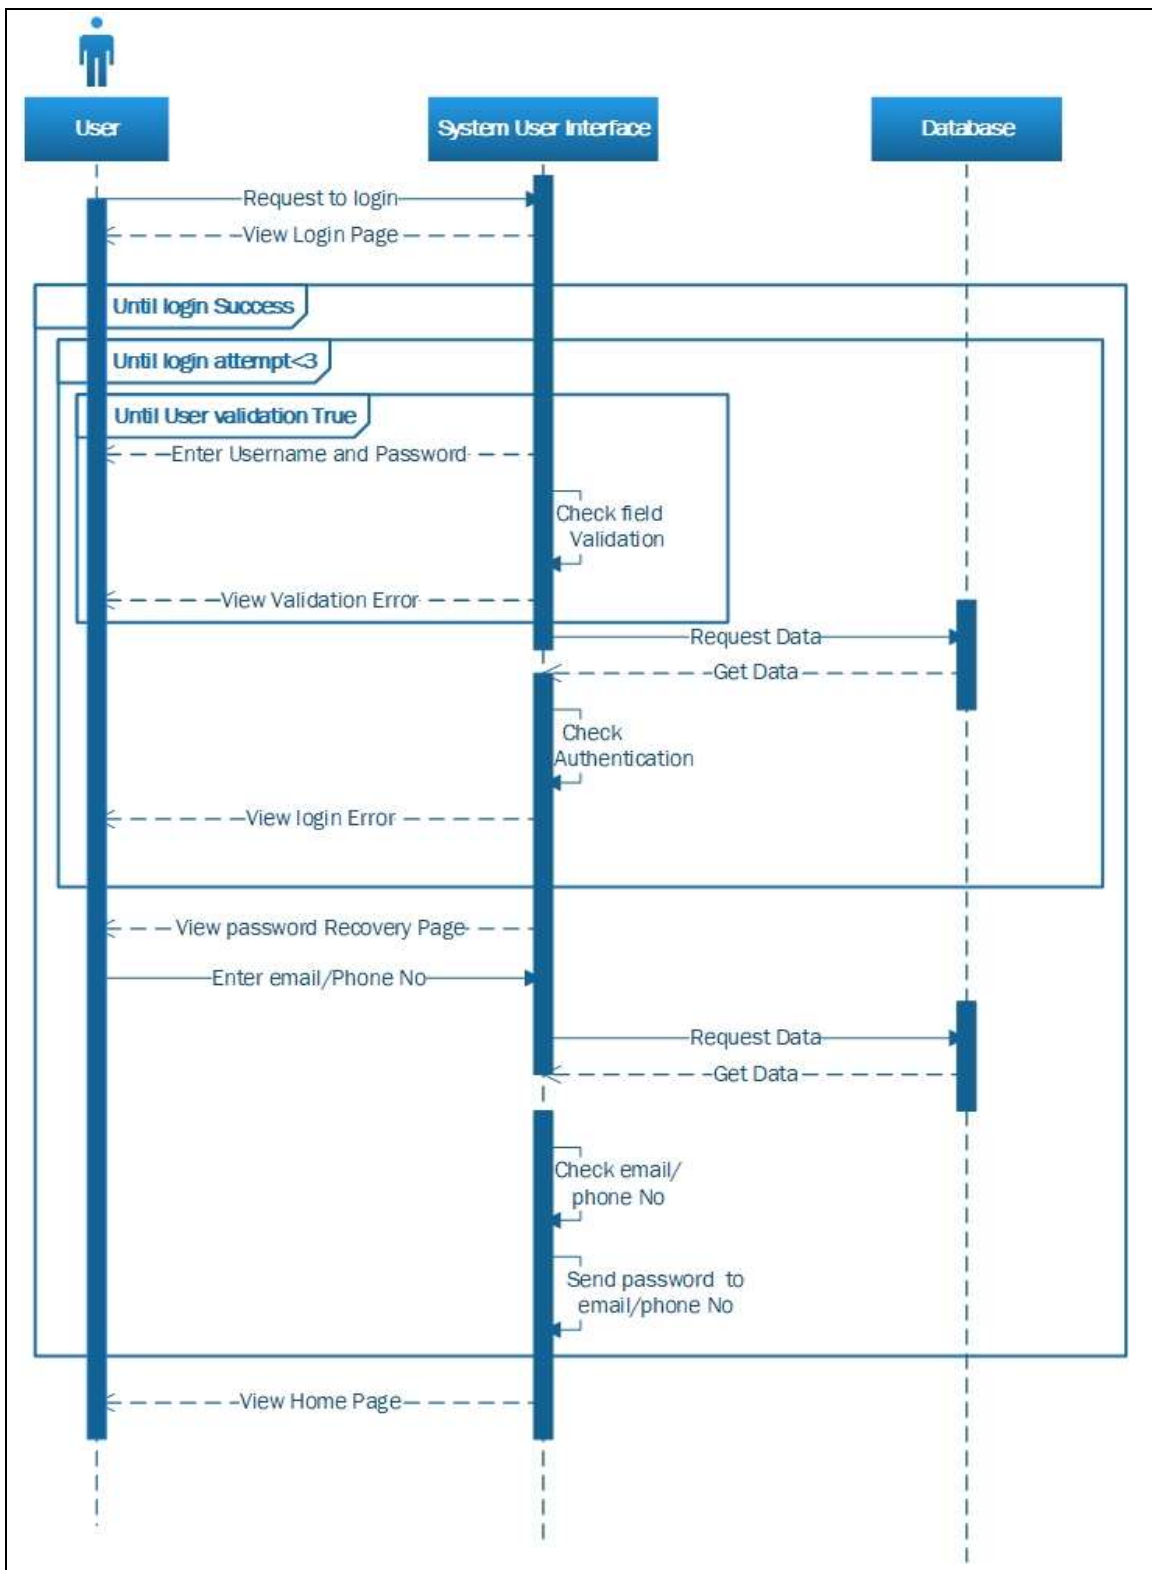 User
System User Interface
Database
Request to login
View Login Page
Until login Success
Until login attempt<3
Until User validation True
Enter Username and Password
Check field
Validation
View Validation Error
Request Data
Get Data
Check
Authentication
View login Error
View password Recovery Page
Enter email/Phone No
Request Data
Get Data
Check email/
phone No
Send password to
email/phone No
View Home Page